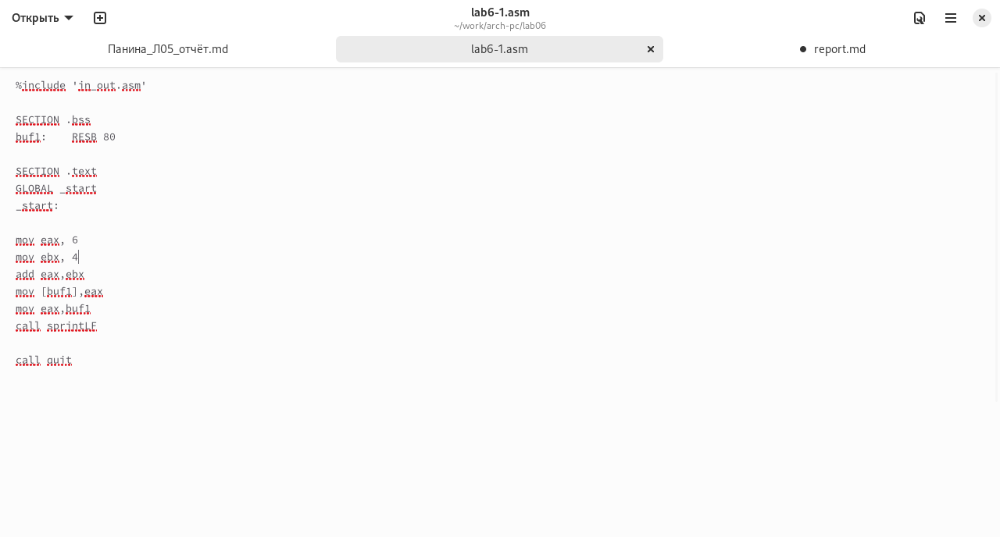 Открыть
lab6-1.asm
~/work/arch-pc/lab06
Панина_Л05_отчёт.md
lab6-1.asm
report.md
%include 'in_out.asm'
SECTION .bss
buf1:    RESB 80
SECTION .text
GLOBAL _start
_start:
mov eax, 6
mov ebx, 4
add eax,ebx
mov [buf1],eax
mov eax,buf1
call sprintLF
call quit